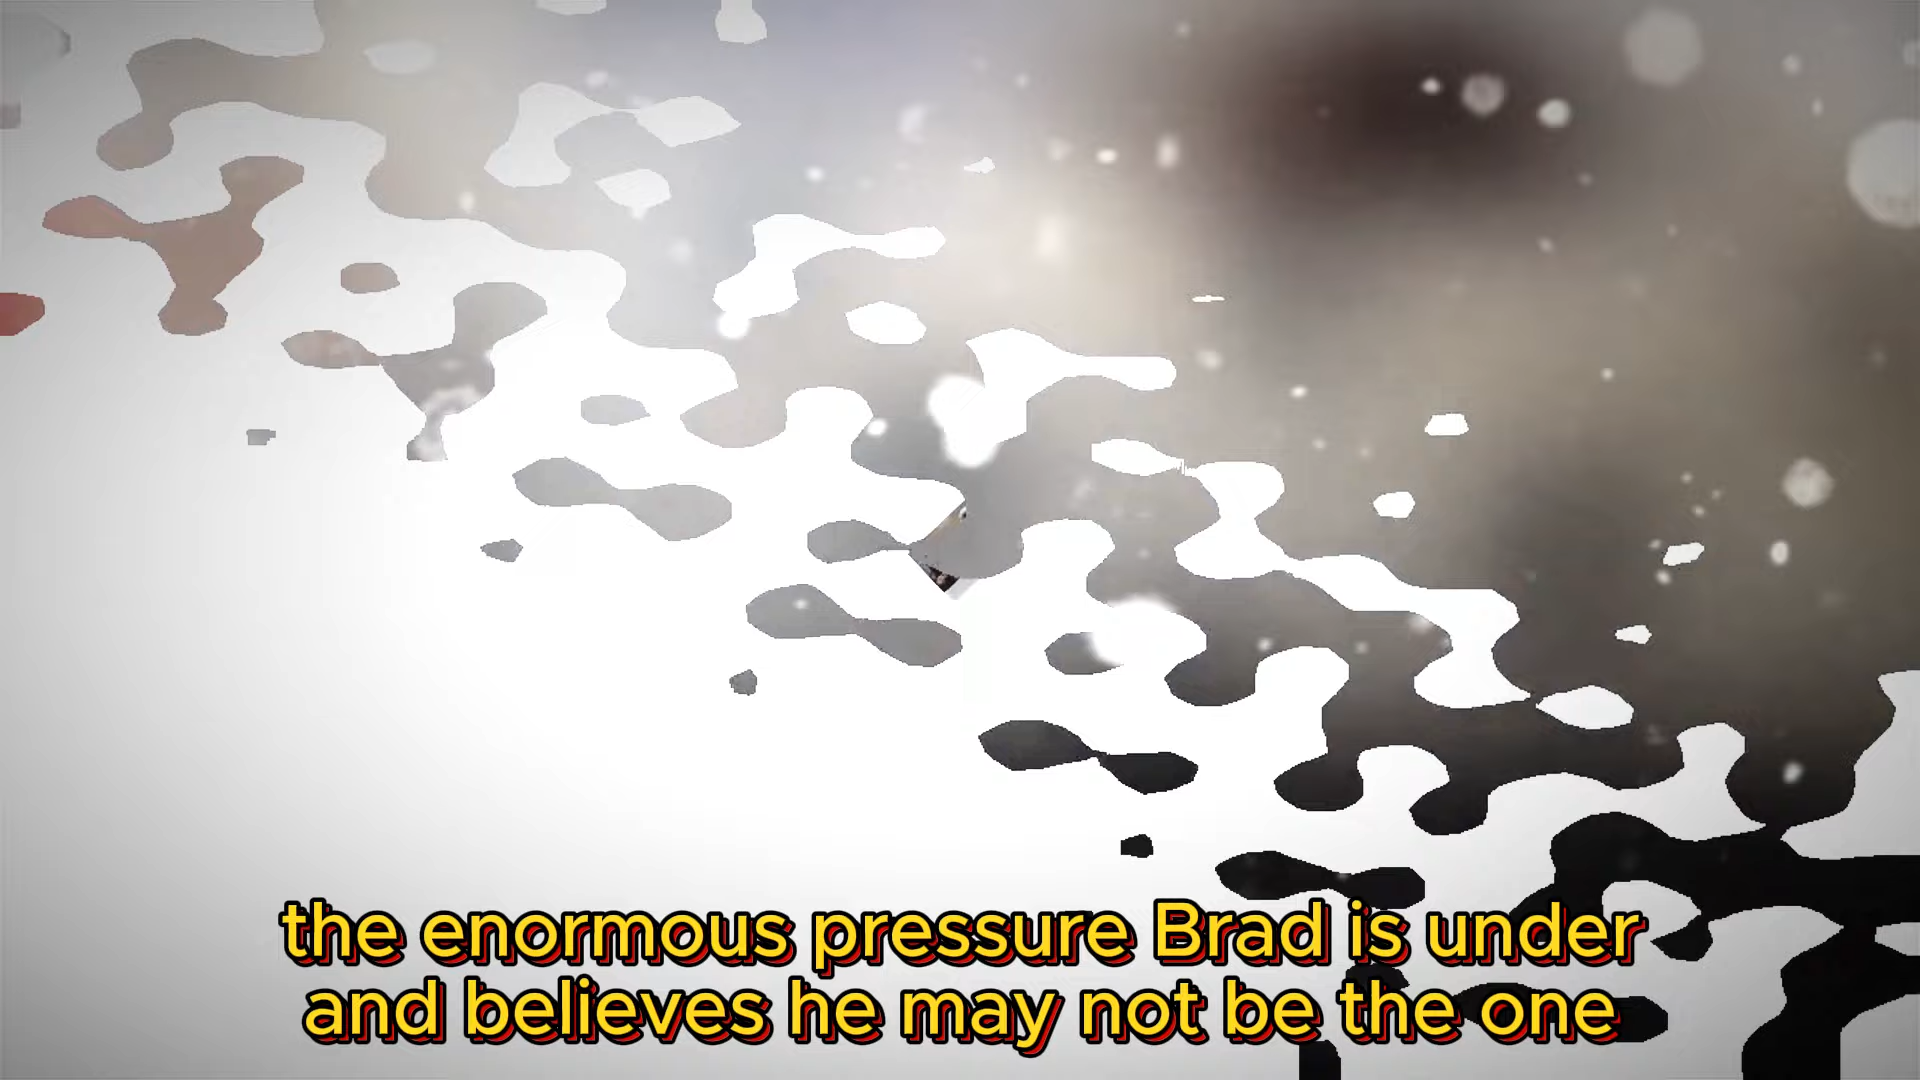 the enormous pressure Brad is under
and believes he may not be the one